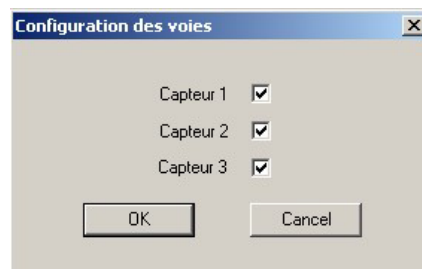 Configuration des voies
Capteur 1
Capteur 2
Capteur 3
OK Cancel